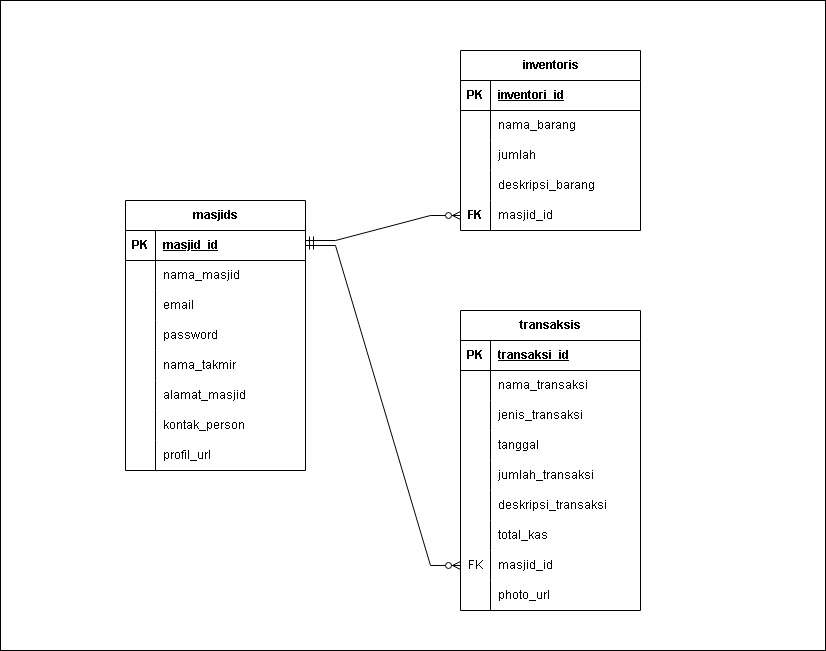 masjids
PK masjid_id
nama_masjid
email
password
nama_takmir
alamat_masjid
kontak_person
profil_url
inventoris
PK inventori_id
nama_barang
jumlah
deskripsi_barang
FK masjid_id
transaksis
PK transaksi_id
nama_transaksi
jenis_transaksi
tanggal
jumlah_transaksi
deskripsi_transaksi
total_kas
FK masjid_id
photo_url